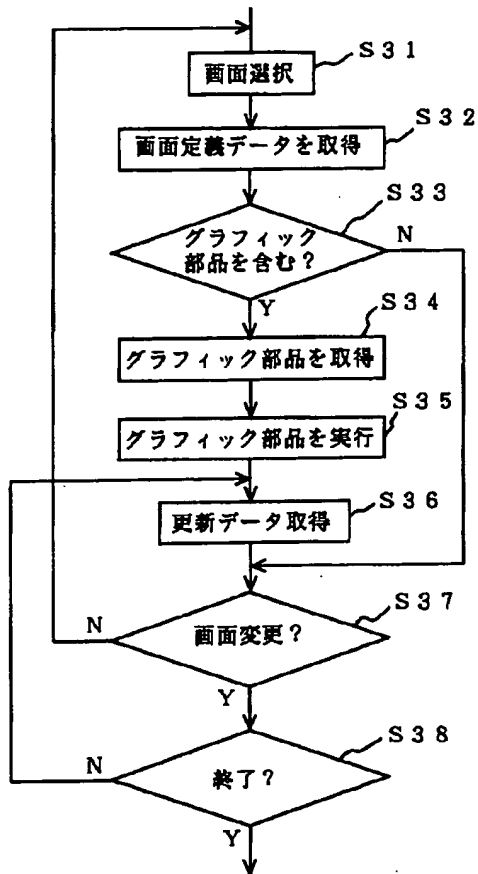 S31
画面選択
S32
画面定義データを取得
S33
グラフィック
部品を含む?
N
Y
S34
グラフィック部品を取得
S35
グラフィック部品を実行
S36
更新データ取得
S37
N
画面変更?
Y
S38
N
終了?
Y